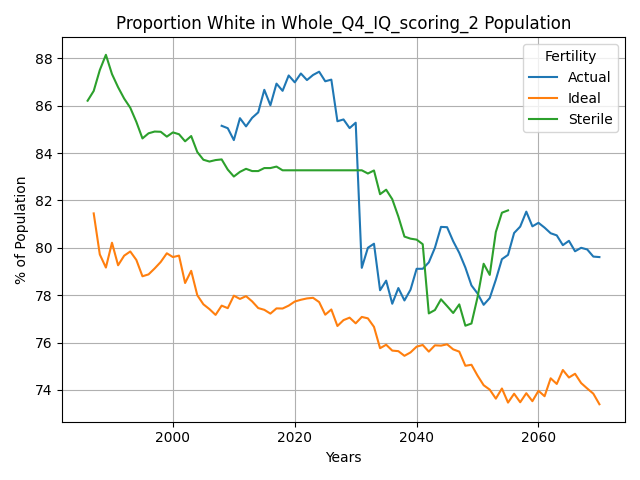 Proportion White in Whole_Q4_IQ_scoring_2 Population
Fertility
Actual
Ideal
Sterile
% of Population
88
86
84
82
80
78
76
74
2000
2020
2040
2060
Years